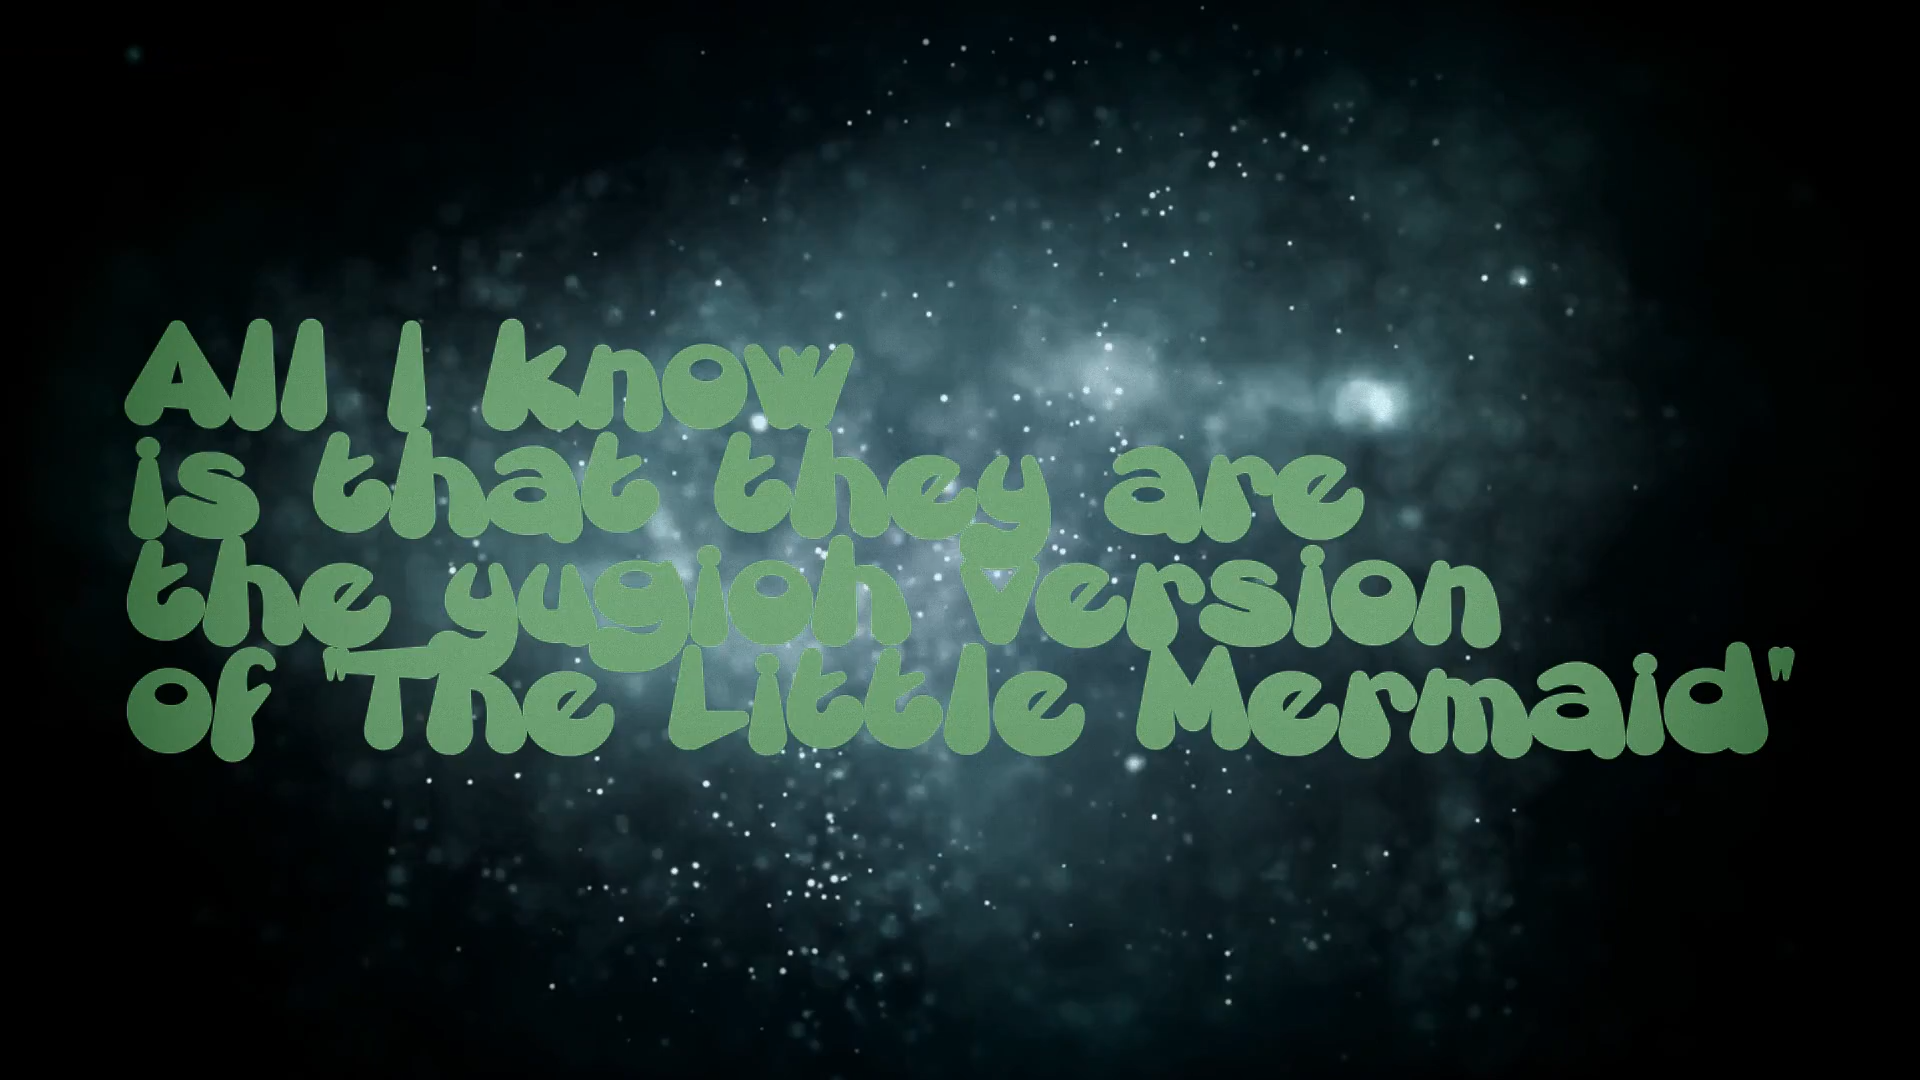 All I know
is that they are
the yugioh version
of "The Little Mermaid"